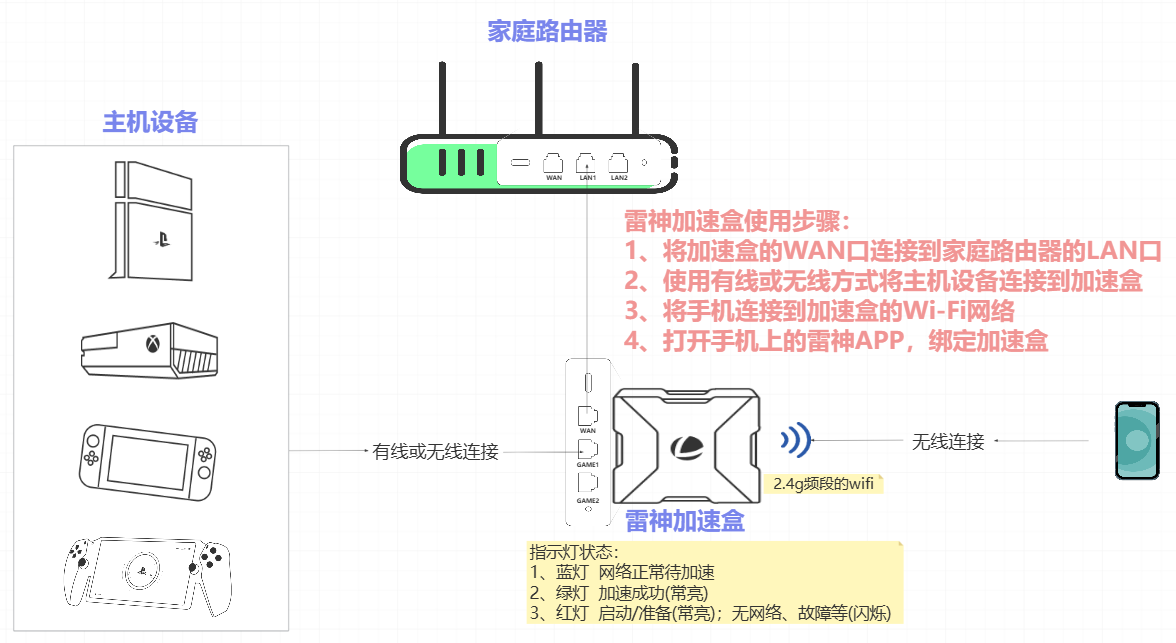 家庭路由器
主机设备
WAN LAN1 LAN2
雷神加速盒使用步骤：
1、将加速盒的WAN口连接到家庭路由器的LAN口
2、使用有线或无线方式将主机设备连接到加速盒
3、将手机连接到加速盒的Wi-Fi网络
4、打开手机上的雷神APP，绑定加速盒
WAN
GAME1
GAME2
有线或无线连接
无线连接
2.4g频段的wifi
雷神加速盒
指示灯状态：
1、蓝灯 网络正常待加速
2、绿灯 加速成功(常亮)
3、红灯 启动/准备(常亮)；无网络、故障等(闪烁)